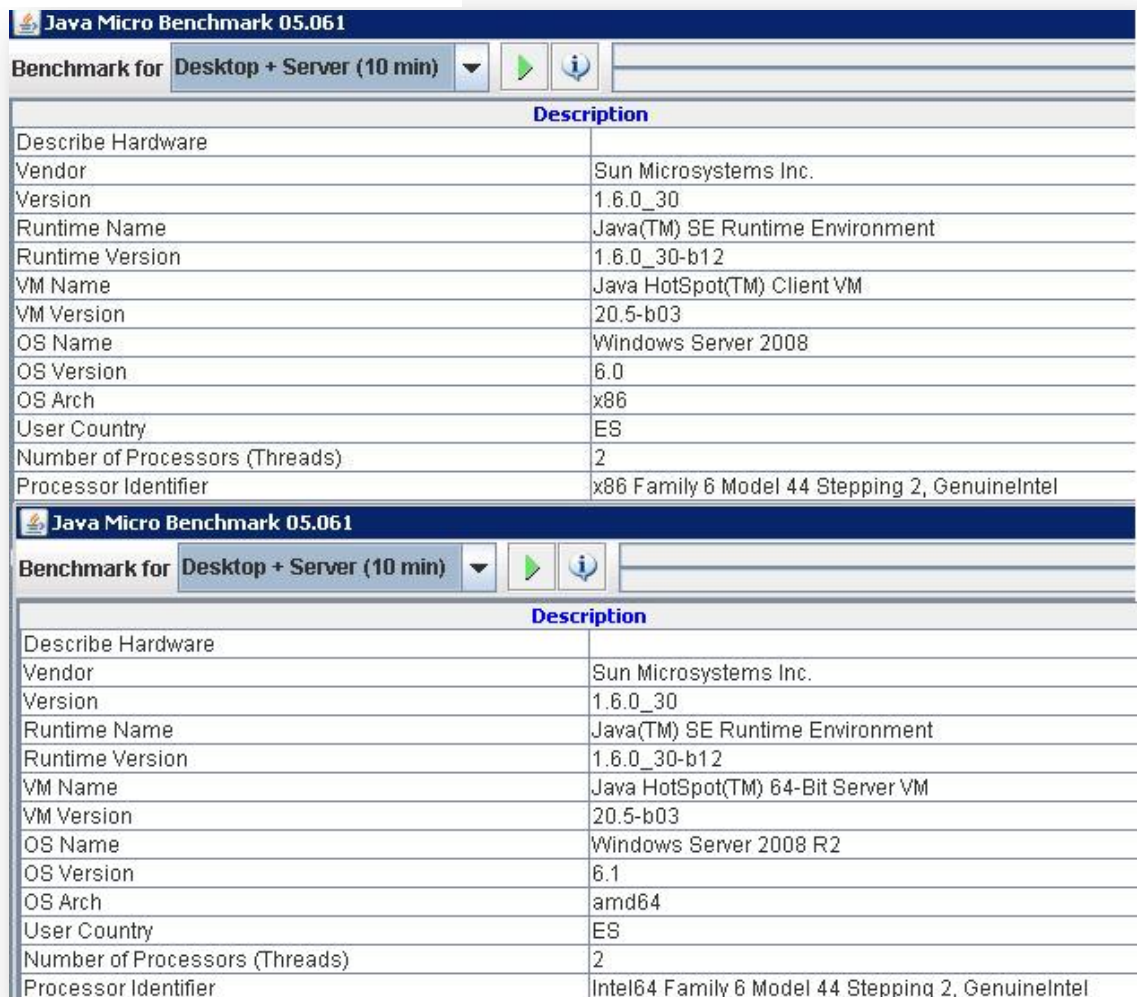 Java Micro Benchmark 05.061
Benchmark for Desktop + Server (10 min)
Description
Describe Hardware
Vendor Sun Microsystems Inc.
Version 1.6.0_30
Runtime Name Java(TM) SE Runtime Environment
Runtime Version 1.6.0_30-b12
VM Name Java HotSpot(TM) Client VM
VM Version 20.5-b03
OS Name Windows Server 2008
OS Version 6.0
OS Arch x86
User Country ES
Number of Processors (Threads) 2
Processor Identifier x86 Family 6 Model 44 Stepping 2, GenuineIntel
Java Micro Benchmark 05.061
Benchmark for Desktop + Server (10 min)
Description
Describe Hardware
Vendor Sun Microsystems Inc.
Version 1.6.0_30
Runtime Name Java(TM) SE Runtime Environment
Runtime Version 1.6.0_30-b12
VM Name Java HotSpot(TM) 64-Bit Server VM
VM Version 20.5-b03
OS Name Windows Server 2008 R2
OS Version 6.1
OS Arch amd64
User Country ES
Number of Processors (Threads) 2
Processor Identifier Intel64 Family 6 Model 44 Stepping 2, GenuineIntel